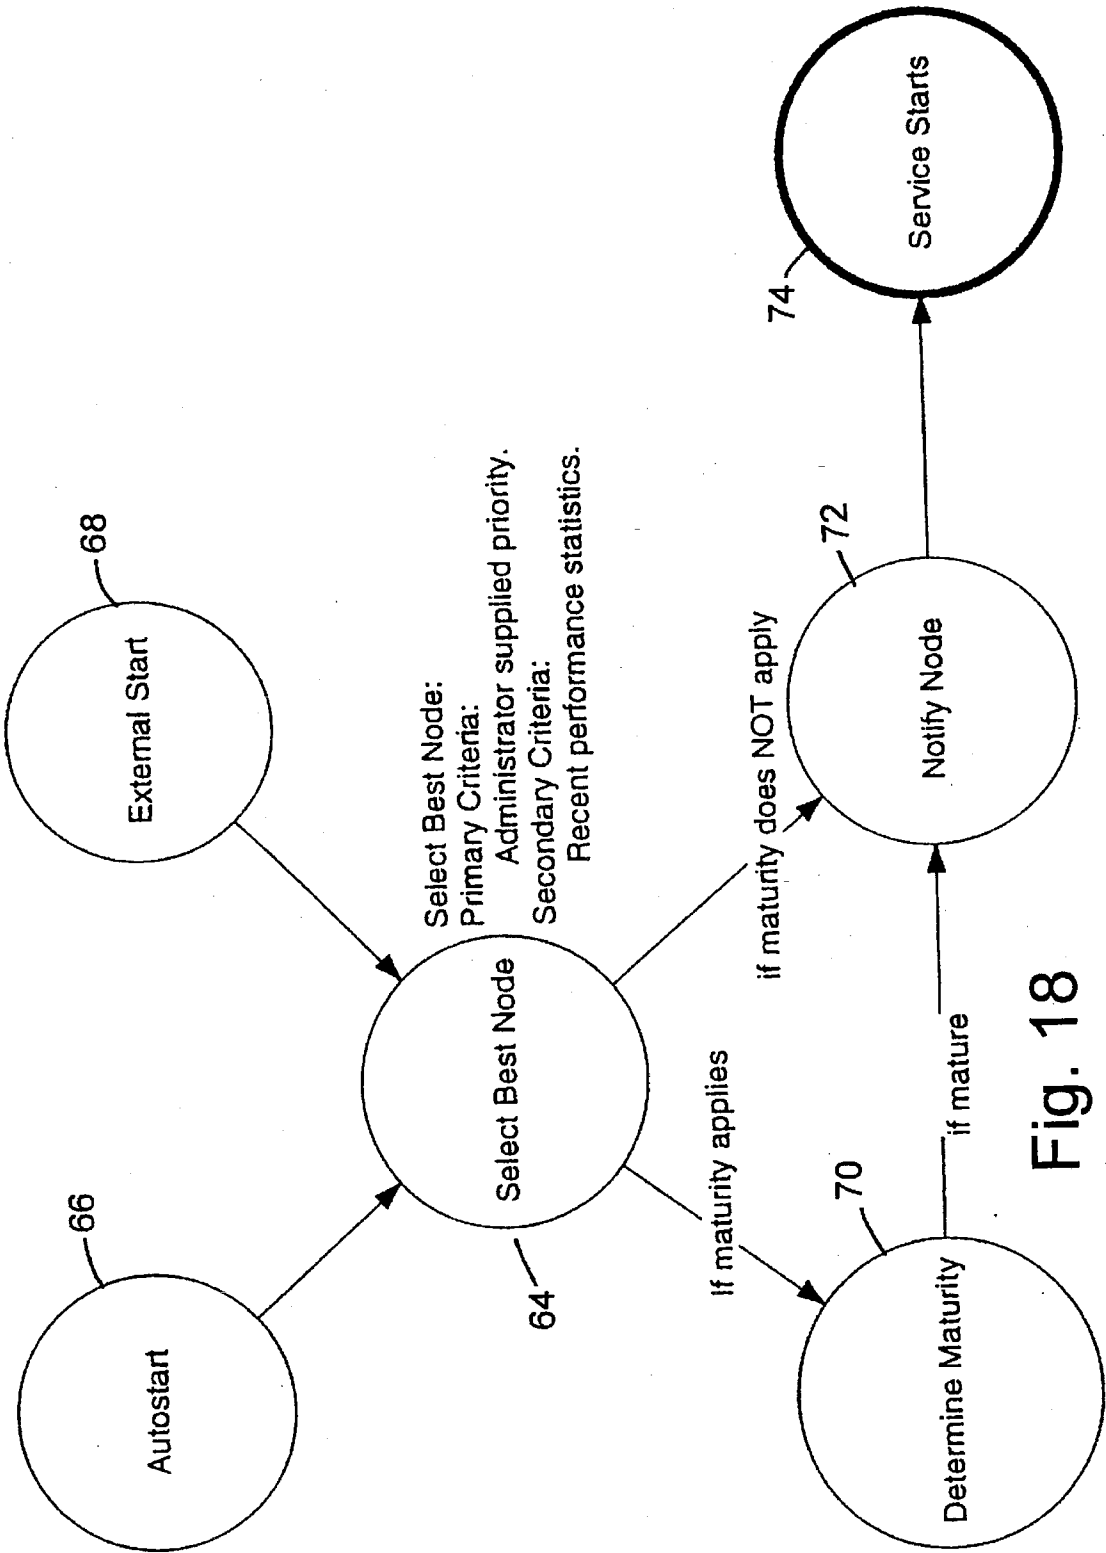 66
Autostart
68
External Start
Select Best Node
64
Select Best Node:
Primary Criteria:
Administrator supplied priority.
Secondary Criteria:
Recent performance statistics.
If maturity applies
if maturity does NOT apply
70
Determine Maturity
if mature
72
Notify Node
74
Service Starts
Fig. 18